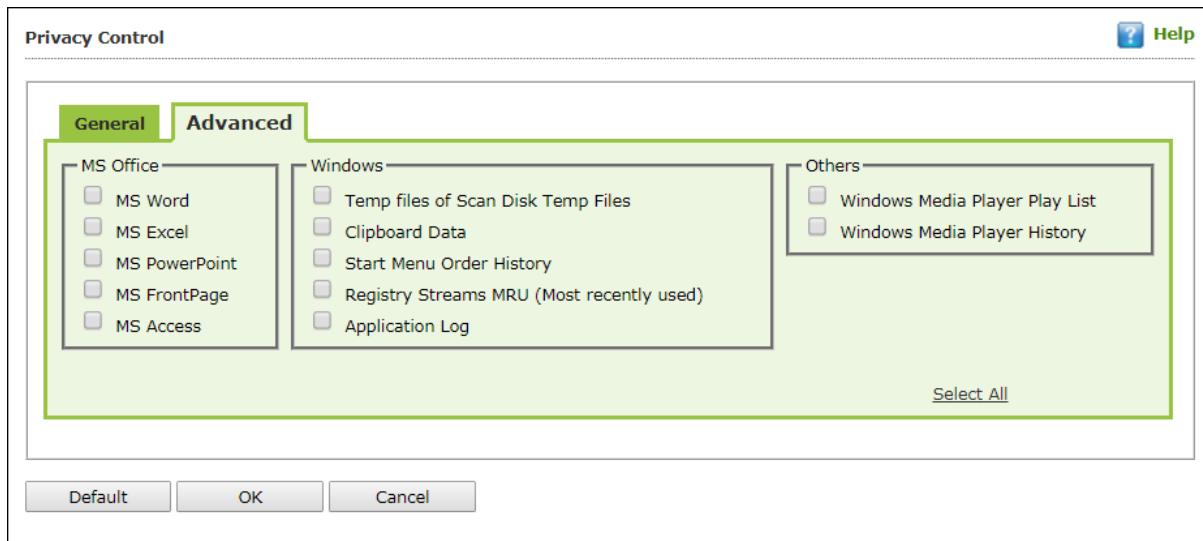 Privacy Control
Help
General
Advanced
MS Office
MS Word
MS Excel
MS PowerPoint
MS FrontPage
MS Access
Windows
Temp files of Scan Disk Temp Files
Clipboard Data
Start Menu Order History
Registry Streams MRU (Most recently used)
Application Log
Others
Windows Media Player Play List
Windows Media Player History
Select All
Default
OK
Cancel